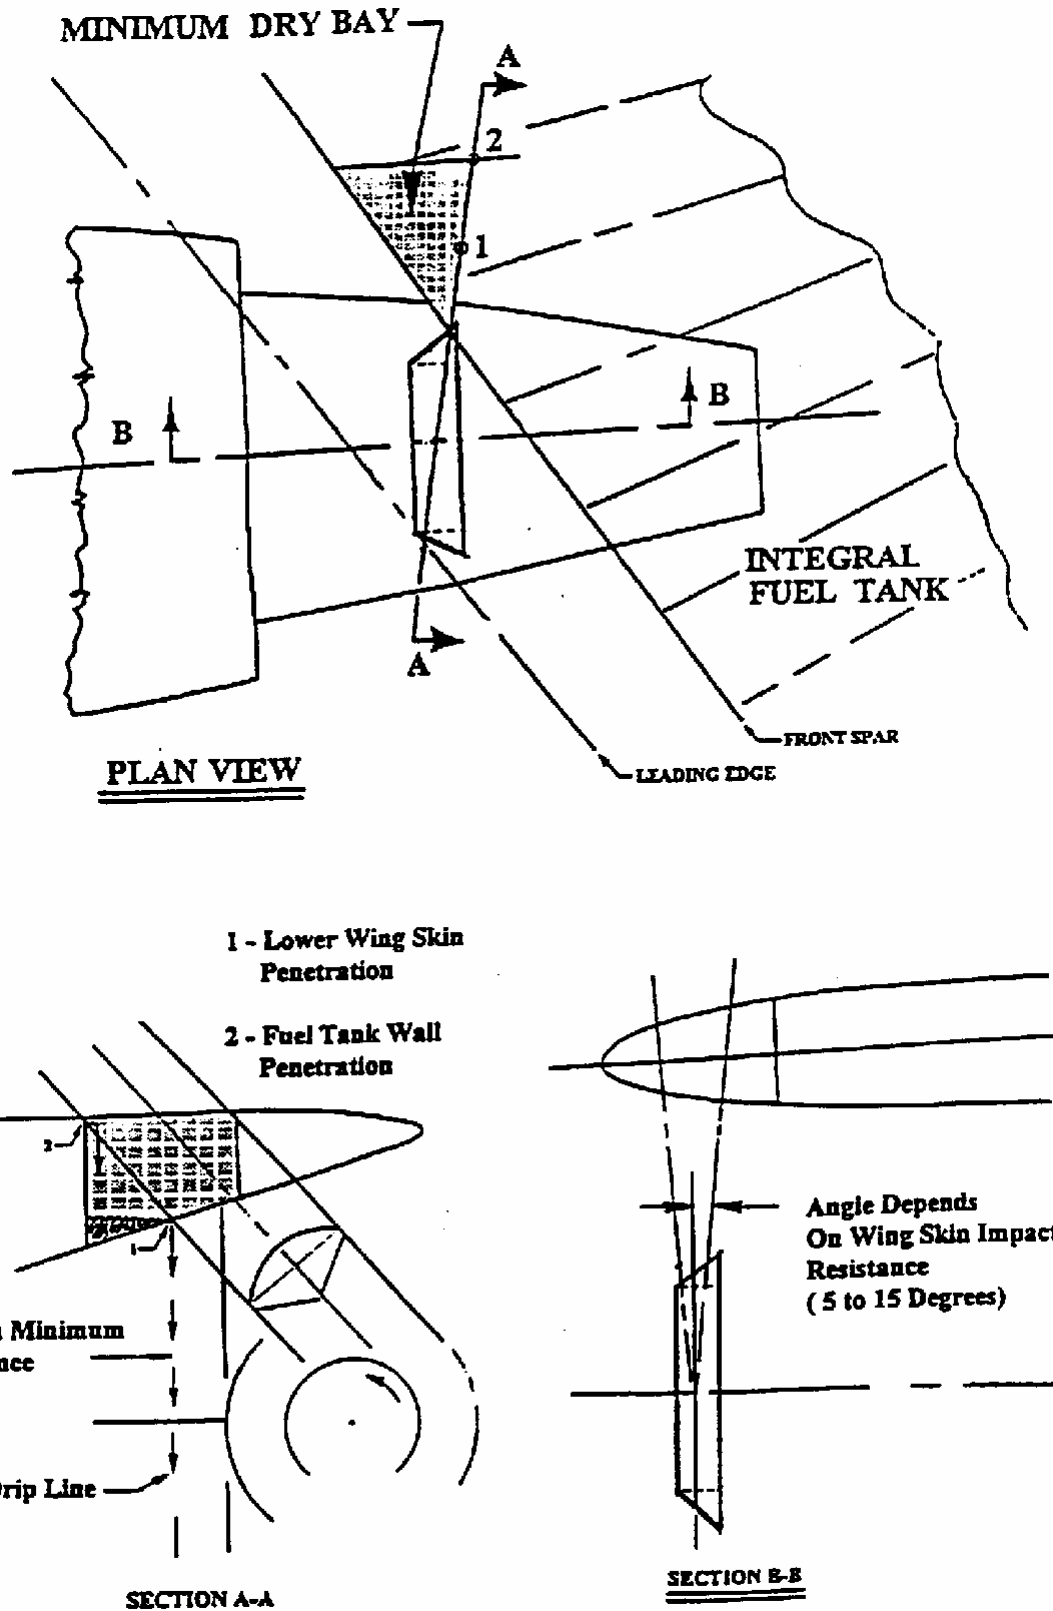 MINIMUM DRY BAY
A
2
1
B
B
INTEGRAL
FUEL TANK
A
FRONT SPAR
LEADING EDGE
PLAN VIEW
1 - Lower Wing Skin
Penetration
2 - Fuel Tank Wall
Penetration
2
1
Minimum
Angle Depends
On Wing Skin Impact
Resistance
( 5 to 15 Degrees)
Line
SECTION A-A
SECTION B-B